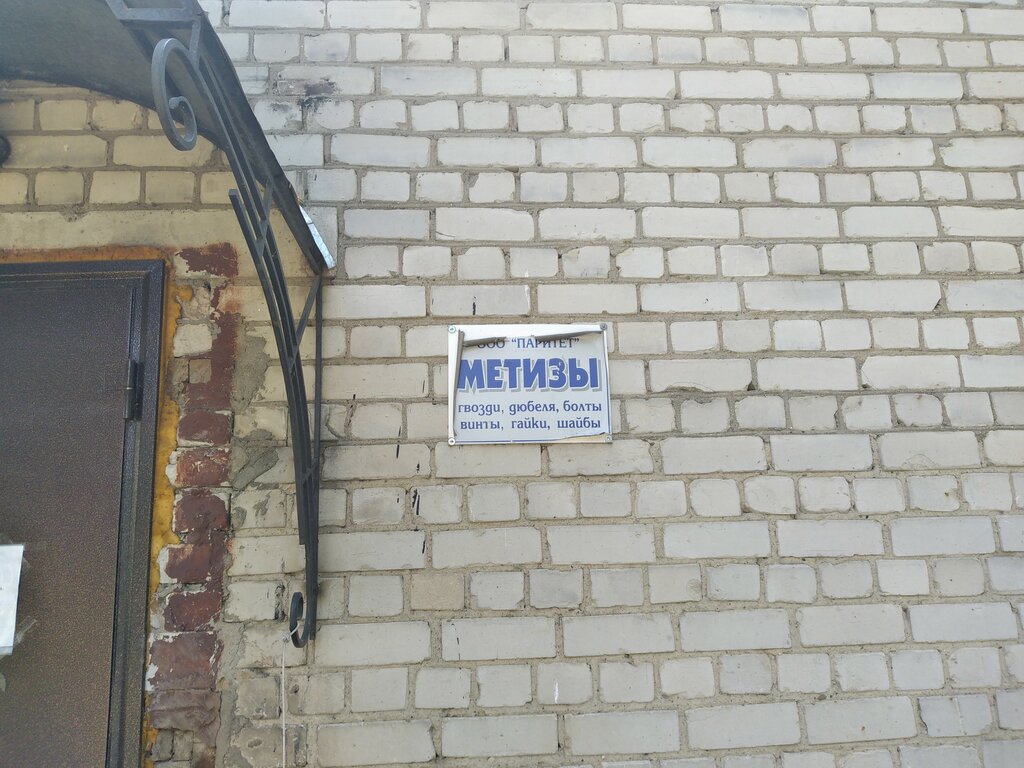 ООО "ПАРИТЕТ"
МЕТИЗЫ
гвозди, дюбеля, болты
винты, гайки, шайбы